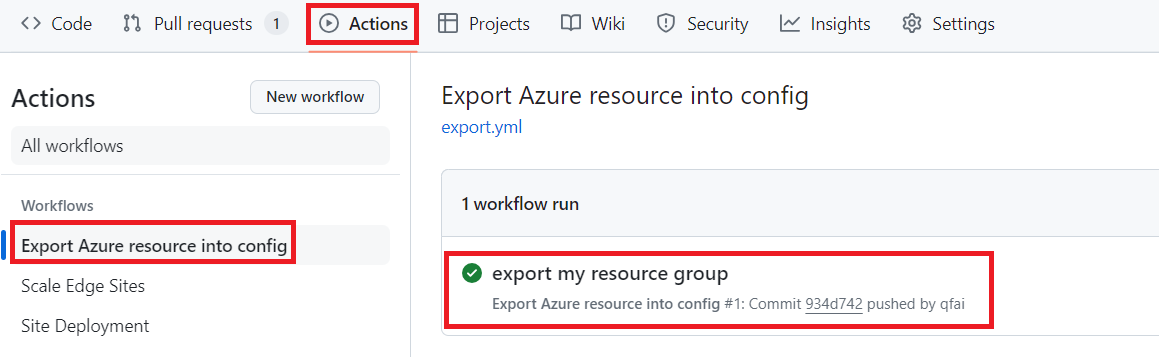 Code Pull requests 1 Actions Projects Wiki Security Insights Settings
Actions
New workflow
All workflows
Workflows
Export Azure resource into config
Scale Edge Sites
Site Deployment
Export Azure resource into config
export.yml
1 workflow run
export my resource group
Export Azure resource into config #1: Commit 934d742 pushed by qfai